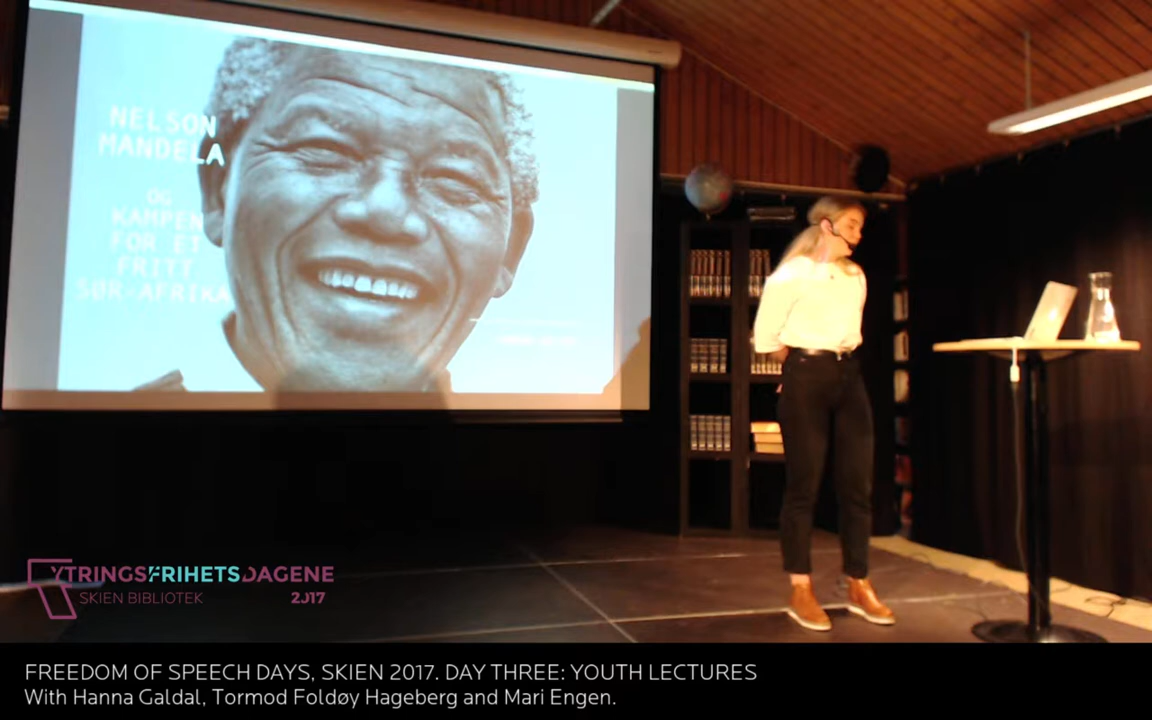 NELSON
MANDELA
OG
KAMPEN
FOR ET
FRITT
SØR-AFRIKA
YTRINGSFRIHETSDAGENE
SKIEN BIBLIOTEK 2017
FREEDOM OF SPEECH DAYS, SKIEN 2017. DAY THREE: YOUTH LECTURES
With Hanna Galdal, Tormod Foldøy Hageberg and Mari Engen.